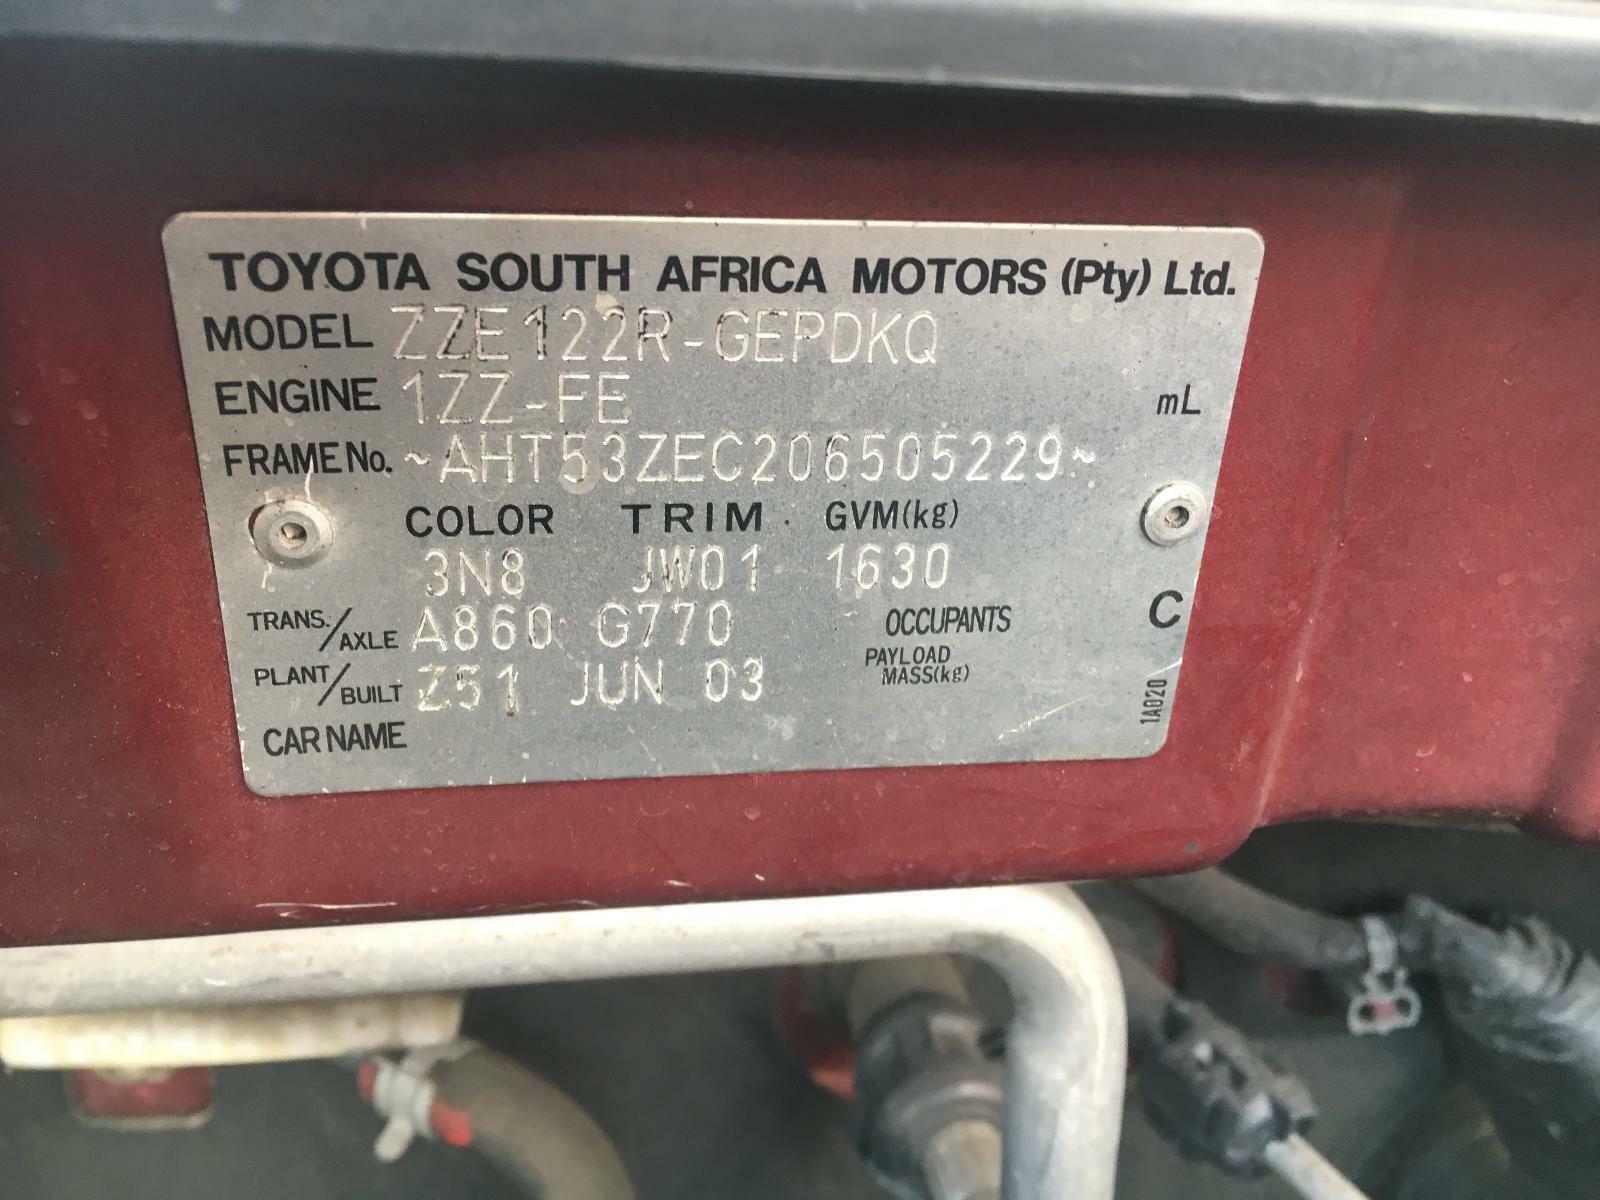 TOYOTA SOUTH AFRICA MOTORS (Pty) Ltd.
MODEL ZZE122R-GEPDKQ
ENGINE 1ZZ-FE mL
FRAME No. ~AHT53ZEC206505229~
COLOR TRIM GVM(kg)
3N8 JW01 1630
TRANS./AXLE A860 G770 OCCUPANTS C
PLANT/BUILT Z51 JUN 03 PAYLOAD MASS(kg)
CAR NAME 1A020